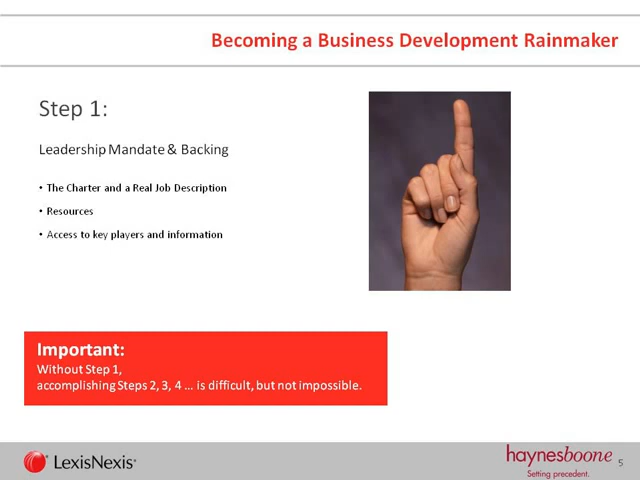 Becoming a Business Development Rainmaker
Step 1:
Leadership Mandate & Backing
• The Charter and a Real Job Description
• Resources
• Access to key players and information
Important:
Without Step 1,
accomplishing Steps 2, 3, 4 ... is difficult, but not impossible.
LexisNexis®
haynesboone
Setting precedent.
5